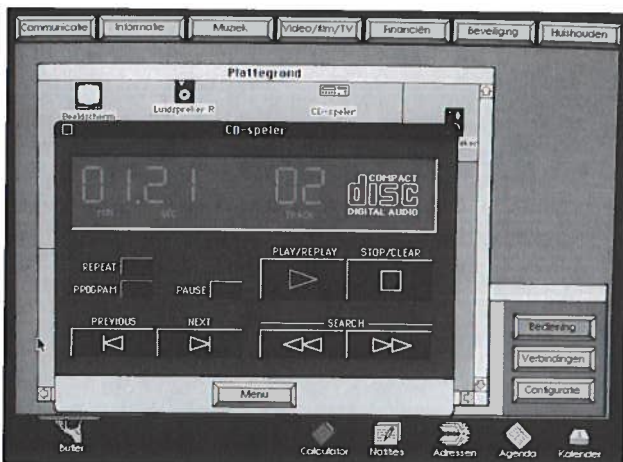 Communicatie
Informatie
Muziek
Video/film/TV
Financiën
Beveiliging
Huishouden
Plattegrond
Beeldscherm
Luidspreker R
CD-speler
CD-speler
01.21
02
MIN
SEC
TRACK
COMPACT
disc
DIGITAL AUDIO
PLAY/REPLAY
STOP/CLEAR
REPEAT
PROGRAM
PAUSE
PREVIOUS
NEXT
SEARCH
Bediening
Verbindingen
Configuratie
Menu
Butler
Calculator
Notities
Adressen
Agenda
Kalender